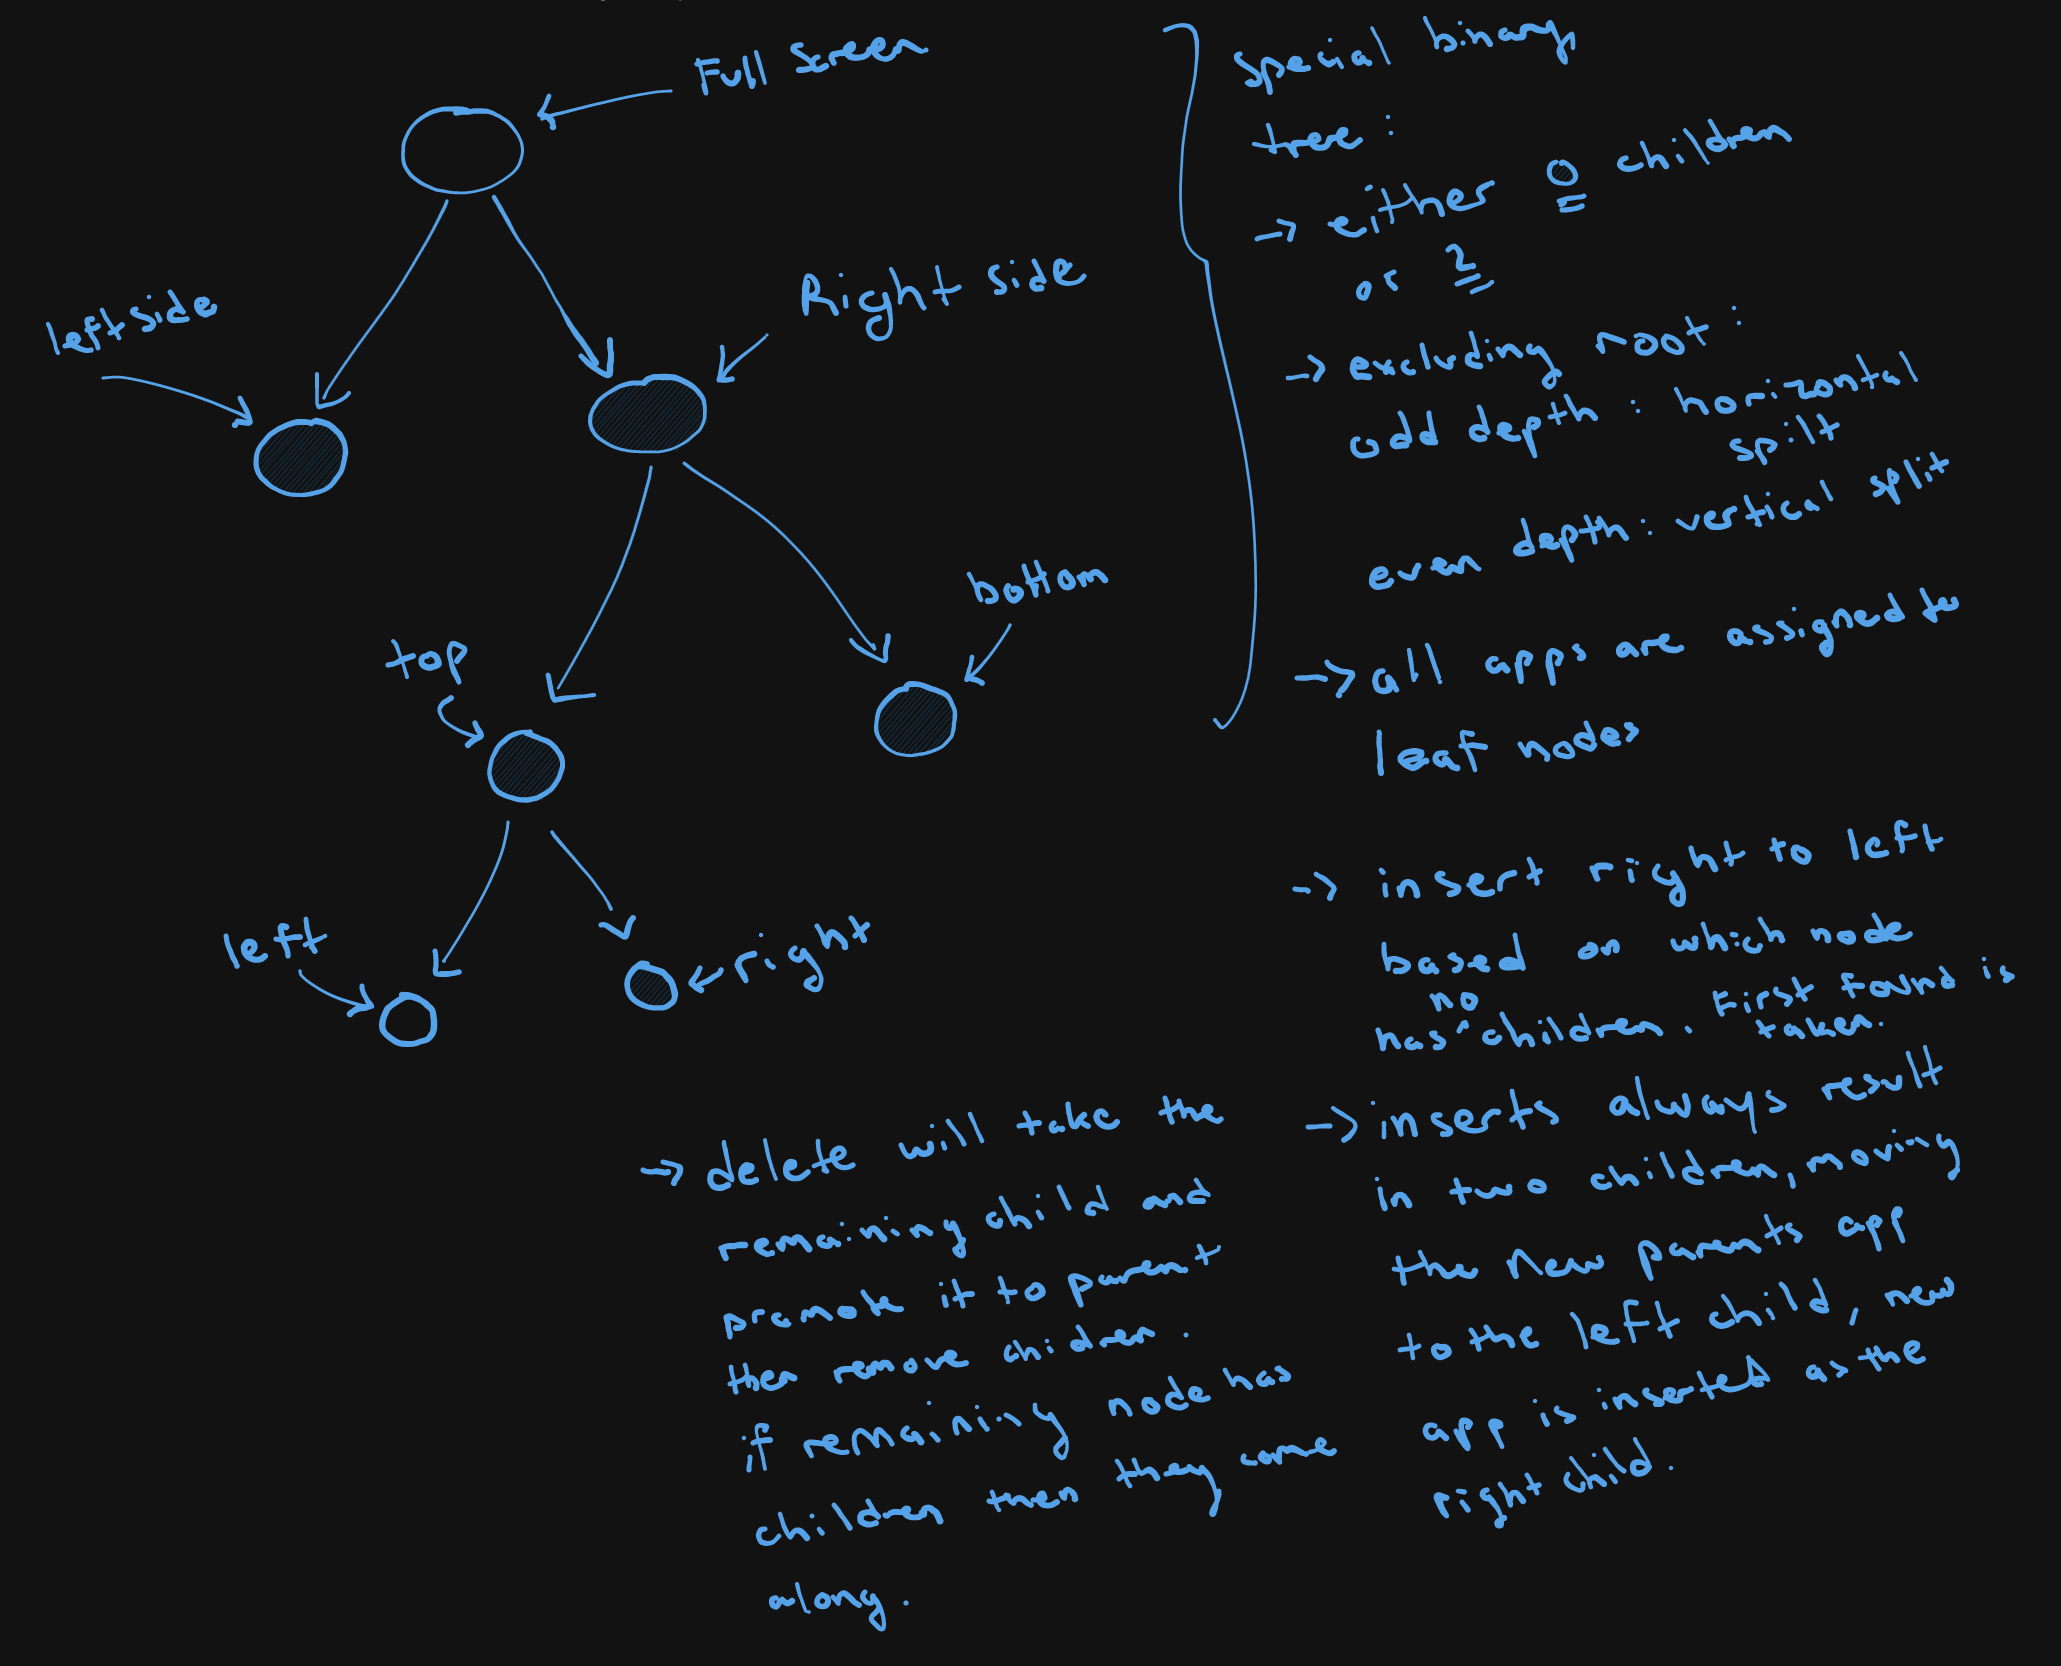 Full screen
leftside
Right side
top
bottom
left
right
special binary
tree :
-> either 0 children
or 2
-> excluding root :
odd depth : horizontal
spilt
even depth : vertical split
-> all apps are assigned to
leaf nodes
-> insert right to left
based on which node
has no children. First found is
taken.
-> inserts always result
in two children, moving
the new parents app
to the left child, new
app is inserted as the
right child.
-> delete will take the
remaining child and
promote it to parent
then remove children.
if remaining node has
children then they come
along.